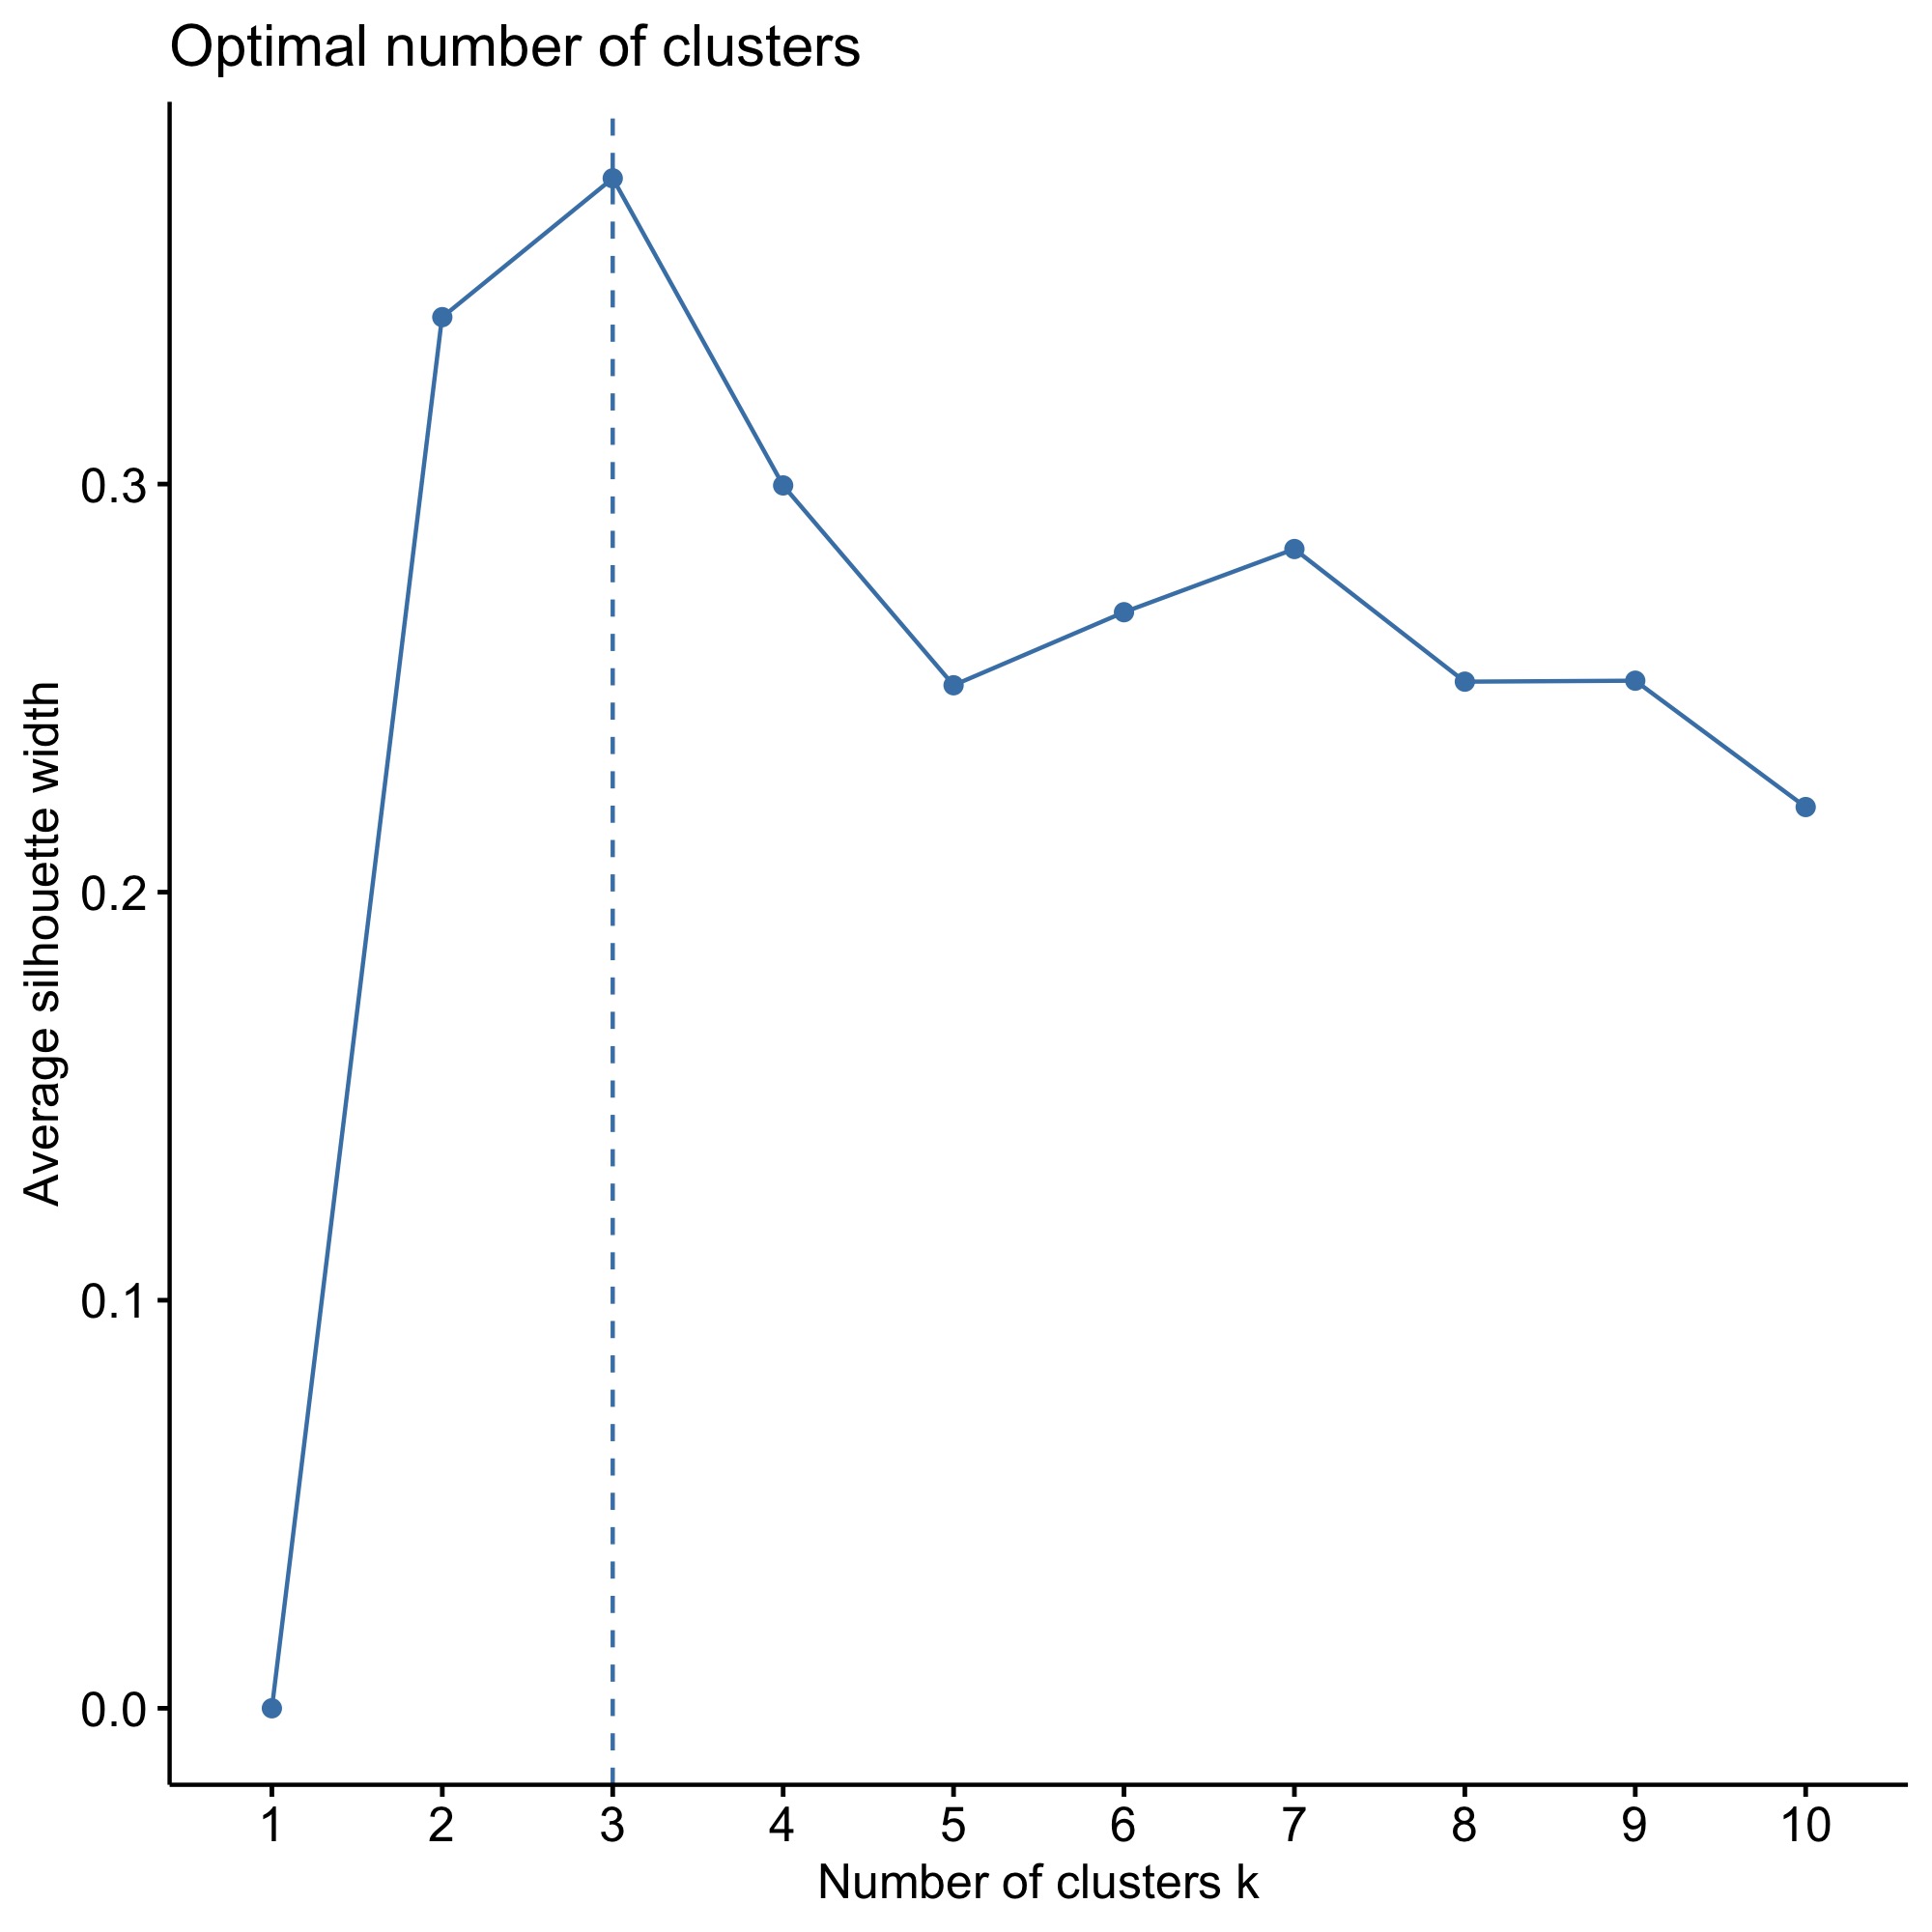 Optimal number of clusters
Average silhouette width
0.3
0.2
0.1
0.0
1 2 3 4 5 6 7 8 9 10
Number of clusters k